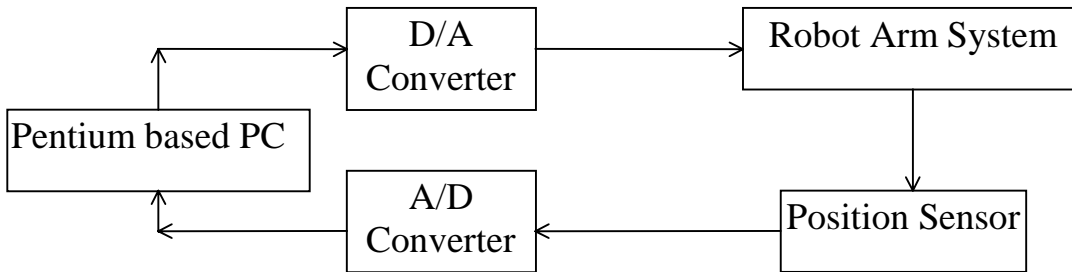 D/A
Converter
Robot Arm System
Pentium based PC
A/D
Converter
Position Sensor